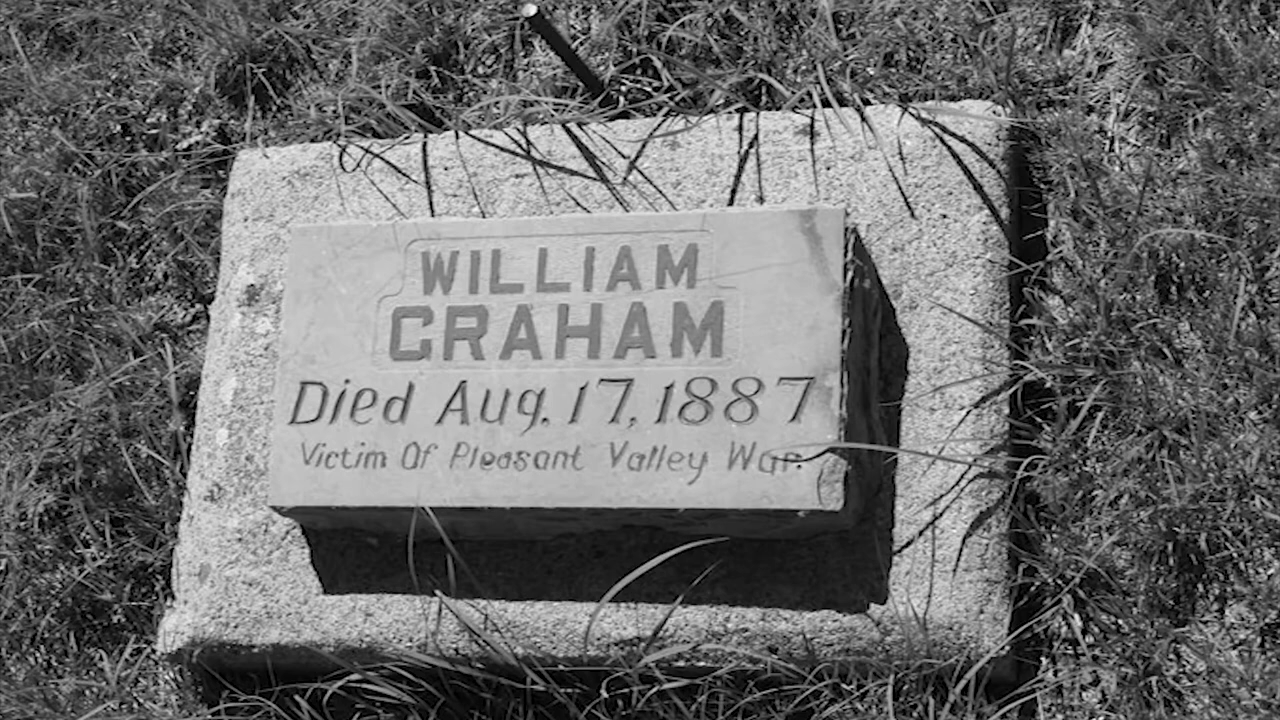 WILLIAM
GRAHAM
Died Aug. 17, 1887
Victim Of Pleasant Valley War.